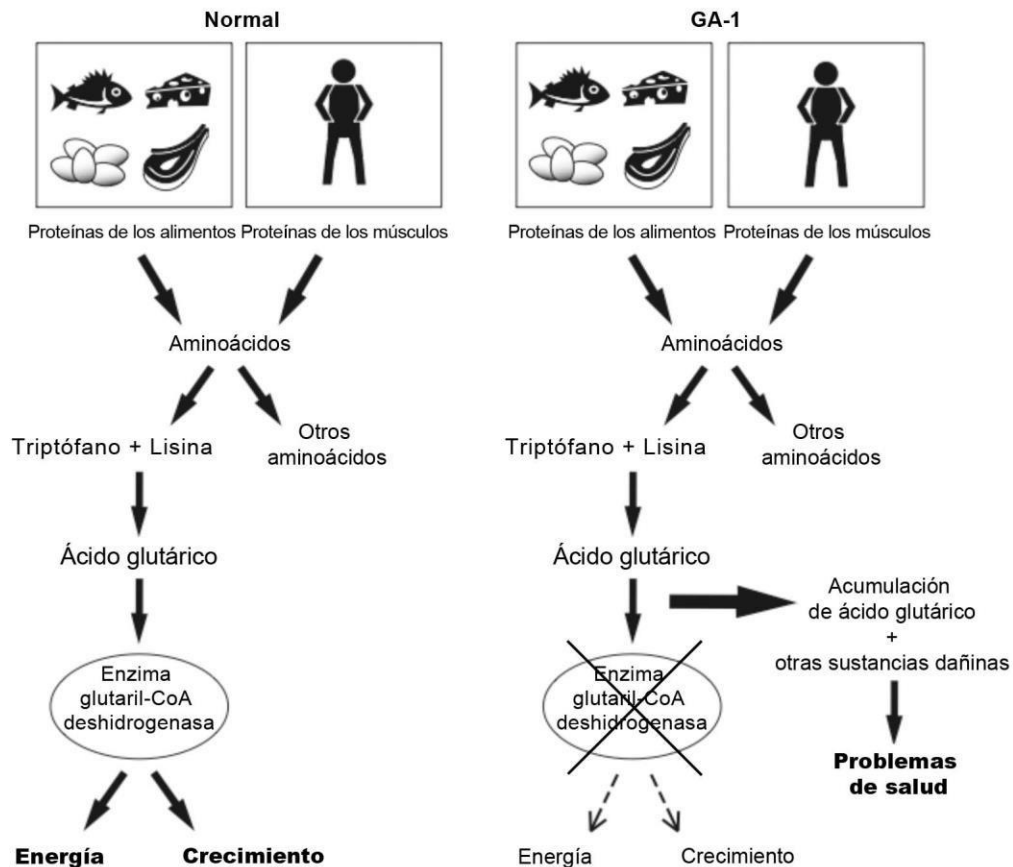 Normal
Proteínas de los alimentos
Proteínas de los músculos
Aminoácidos
Triptófano + Lisina
Otros
aminoácidos
Ácido glutárico
Enzima
glutaril-CoA
deshidrogenasa
Energía
Crecimiento
GA-1
Proteínas de los alimentos
Proteínas de los músculos
Aminoácidos
Triptófano + Lisina
Otros
aminoácidos
Ácido glutárico
Acumulación
de ácido glutárico
+
otras sustancias dañinas
Enzima
glutaril-CoA
deshidrogenasa
Problemas
de salud
Energía
Crecimiento